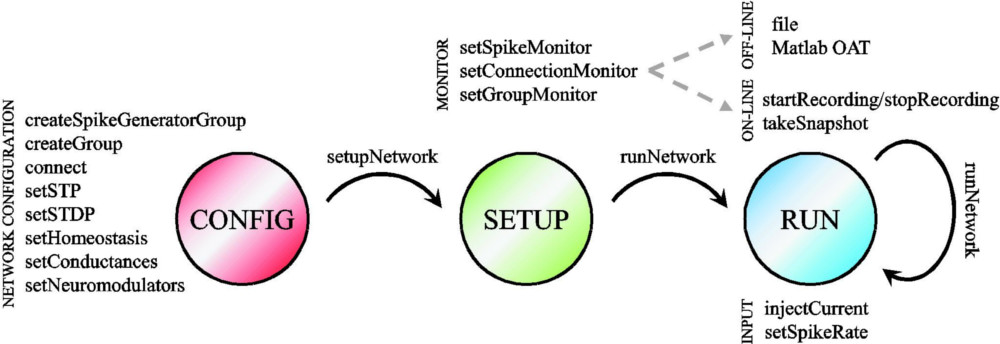 NETWORK CONFIGURATION
createSpikeGeneratorGroup
createGroup
connect
setSTP
setSTDP
setHomeostasis
setConductances
setNeuromodulators
CONFIG
setupNetwork
MONITOR
setSpikeMonitor
setConnectionMonitor
setGroupMonitor
SETUP
runNetwork
OFF-LINE
file
Matlab OAT
ON-LINE
startRecording/stopRecording
takeSnapshot
RUN
runNetwork
INPUT
injectCurrent
setSpikeRate